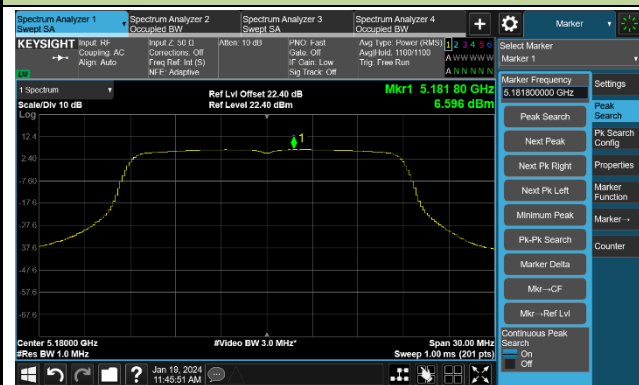 Spectrum Analyzer 1
Swept SA
Spectrum Analyzer 2
Occupied BW
Spectrum Analyzer 3
Swept SA
Spectrum Analyzer 4
Occupied BW
+
Marker
KEYSIGHT
Input: RF
Coupling: AC
Align: Auto
Input Z: 50 Ω
Corrections: Off
Freq Ref: Int (S)
NFE: Adaptive
Atten: 10 dB
PNO: Fast
Gate: Off
IF Gain: Low
Sig Track: Off
Avg Type: Power (RMS)
Avg|Hold: 1100/1100
Trig: Free Run
1 2 3 4 5 6
A W W W W W
A N N N N N
LXI
Select Marker
Marker 1
1 Spectrum
Scale/Div 10 dB
Log
Ref Lvl Offset 22.40 dB
Ref Level 22.40 dBm
Mkr1 5.181 80 GHz
6.596 dBm
1
12.4
2.40
-7.60
-17.6
-27.6
-37.6
-47.6
-57.6
-67.6
Center 5.18000 GHz
#Res BW 1.0 MHz
#Video BW 3.0 MHz*
Span 30.00 MHz
Sweep 1.00 ms (201 pts)
Marker Frequency
5.181800000 GHz
Peak Search
Next Peak
Next Pk Right
Next Pk Left
Minimum Peak
Pk-Pk Search
Marker Delta
Mkr→CF
Mkr→Ref Lvl
Continuous Peak
Search
On
Off
Settings
Peak
Search
Pk Search
Config
Properties
Marker
Function
Marker→
Counter
?
Jan 19, 2024
11:45:51 AM